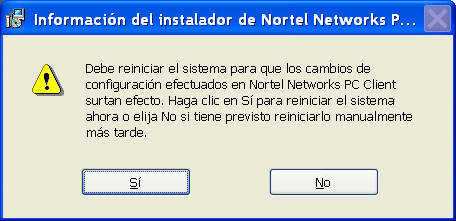 Información del instalador de Nortel Networks P...
Debe reiniciar el sistema para que los cambios de
configuración efectuados en Nortel Networks PC Client
surtan efecto. Haga clic en Sí para reiniciar el sistema
ahora o elija No si tiene previsto reiniciarlo manualmente
más tarde.
Sí
No